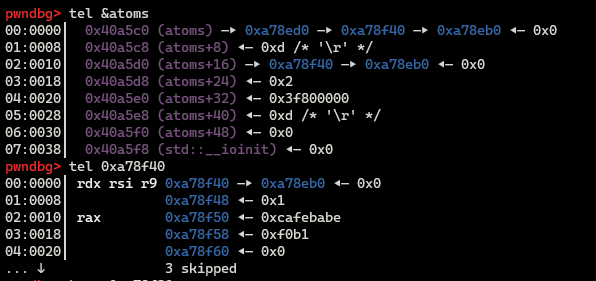 pwndbg> tel &atoms
00:0000│  0x40a5c0 (atoms) —▸ 0xa78ed0 —▸ 0xa78f40 —▸ 0xa78eb0 ◂— 0x0
01:0008│  0x40a5c8 (atoms+8) ◂— 0xd /* '\r' */
02:0010│  0x40a5d0 (atoms+16) —▸ 0xa78f40 —▸ 0xa78eb0 ◂— 0x0
03:0018│  0x40a5d8 (atoms+24) ◂— 0x2
04:0020│  0x40a5e0 (atoms+32) ◂— 0x3f800000
05:0028│  0x40a5e8 (atoms+40) ◂— 0xd /* '\r' */
06:0030│  0x40a5f0 (atoms+48) ◂— 0x0
07:0038│  0x40a5f8 (std::__ioinit) ◂— 0x0
pwndbg> tel 0xa78f40
00:0000│ rdx rsi r9 0xa78f40 —▸ 0xa78eb0 ◂— 0x0
01:0008│            0xa78f48 ◂— 0x1
02:0010│ rax        0xa78f50 ◂— 0xcafebabe
03:0018│            0xa78f58 ◂— 0xf0b1
04:0020│            0xa78f60 ◂— 0x0
... ↓               3 skipped